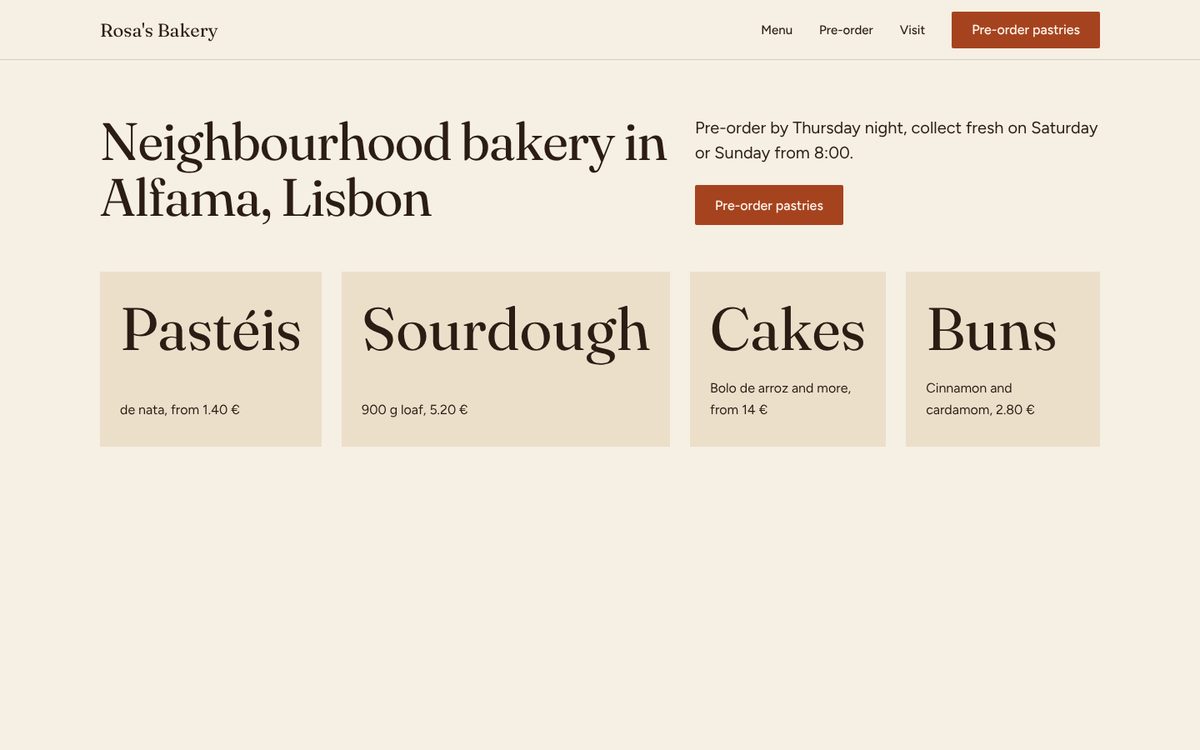 Rosa's Bakery
Menu
Pre-order
Visit
Pre-order pastries
Neighbourhood bakery in
Alfama, Lisbon
Pre-order by Thursday night, collect fresh on Saturday
or Sunday from 8:00.
Pre-order pastries
Pastéis
de nata, from 1.40 €
Sourdough
900 g loaf, 5.20 €
Cakes
Bolo de arroz and more,
from 14 €
Buns
Cinnamon and
cardamom, 2.80 €